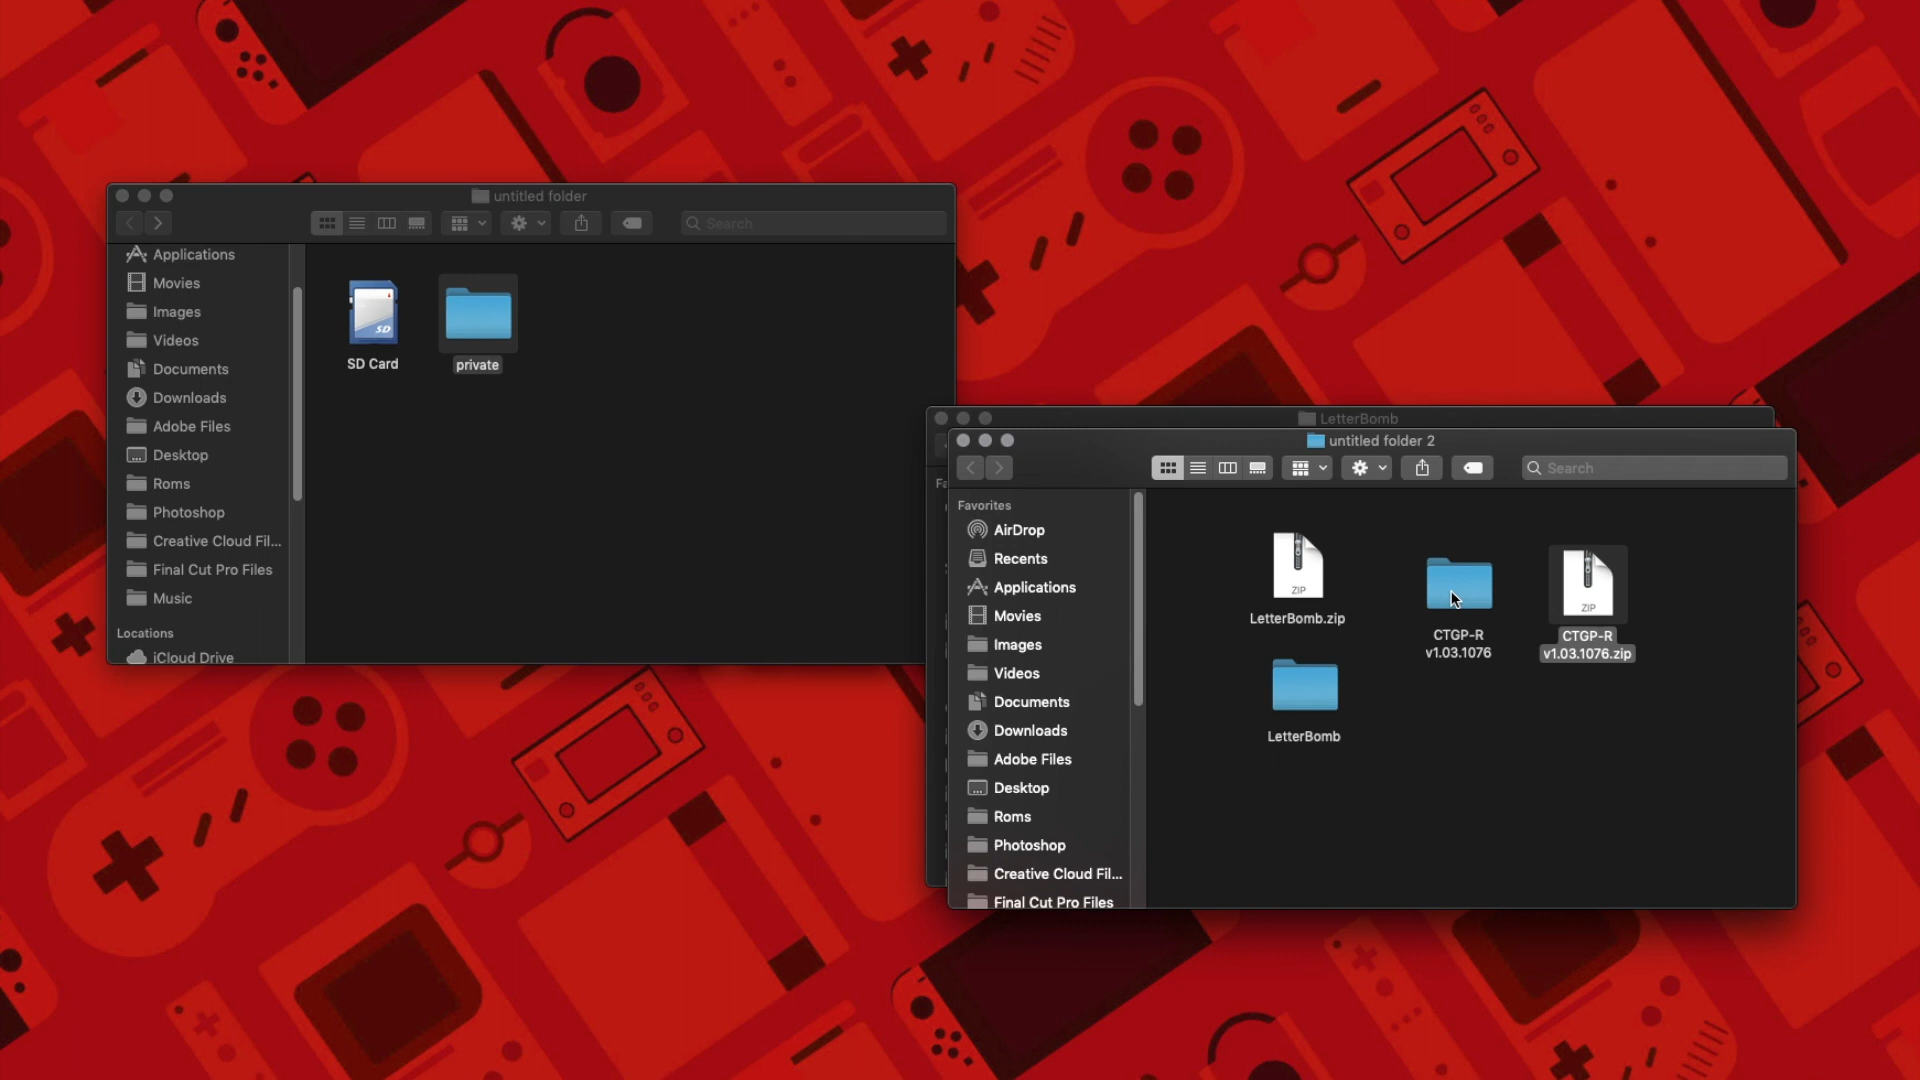 untitled folder
Search
Applications
Movies
Images
Videos
Documents
Downloads
Adobe Files
Desktop
Roms
Photoshop
Creative Cloud Fil...
Final Cut Pro Files
Music
Locations
iCloud Drive
SD
SD Card
private
LetterBomb
untitled folder 2
Search
Favorites
AirDrop
Recents
Applications
Movies
Images
Videos
Documents
Downloads
Adobe Files
Desktop
Roms
Photoshop
Creative Cloud Fil...
Final Cut Pro Files
ZIP
LetterBomb.zip
CTGP-R
v1.03.1076
ZIP
CTGP-R
v1.03.1076.zip
LetterBomb